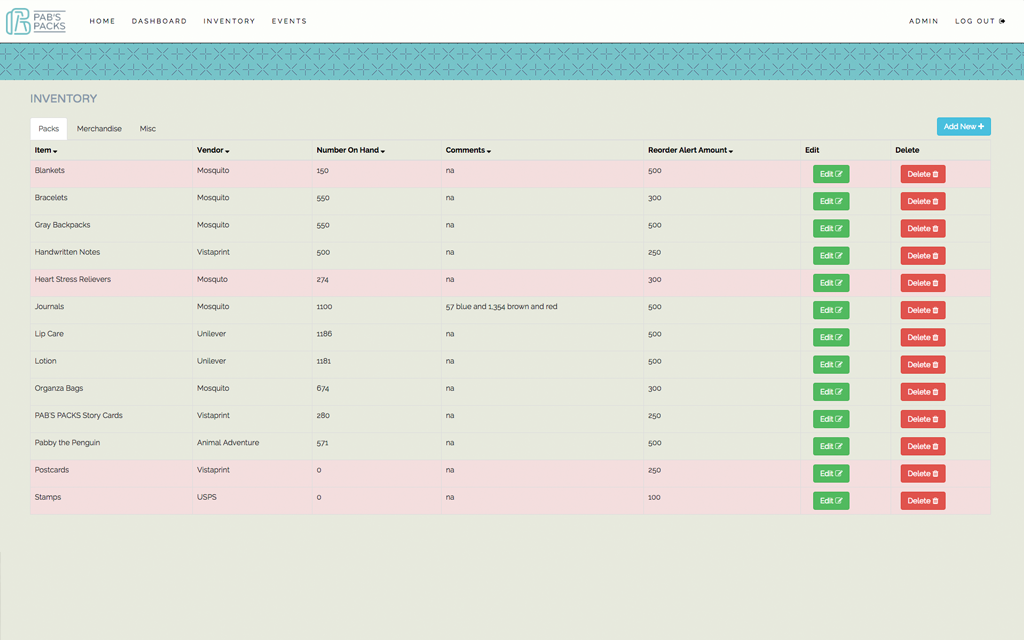 PAB'S
PACKS
HOME DASHBOARD INVENTORY EVENTS ADMIN LOG OUT
INVENTORY
Packs Merchandise Misc Add New
Item Vendor Number On Hand Comments Reorder Alert Amount Edit Delete
Blankets Mosquito 150 na 500 Edit Delete
Bracelets Mosquito 550 na 300 Edit Delete
Gray Backpacks Mosquito 550 na 500 Edit Delete
Handwritten Notes Vistaprint 500 na 250 Edit Delete
Heart Stress Relievers Mosquto 274 na 300 Edit Delete
Journals Mosquito 1100 57 blue and 1,354 brown and red 500 Edit Delete
Lip Care Unilever 1186 na 500 Edit Delete
Lotion Unilever 1181 na 500 Edit Delete
Organza Bags Mosquito 674 na 300 Edit Delete
PAB'S PACKS Story Cards Vistaprint 280 na 250 Edit Delete
Pabby the Penguin Animal Adventure 571 na 500 Edit Delete
Postcards Vistaprint 0 na 250 Edit Delete
Stamps USPS 0 na 100 Edit Delete